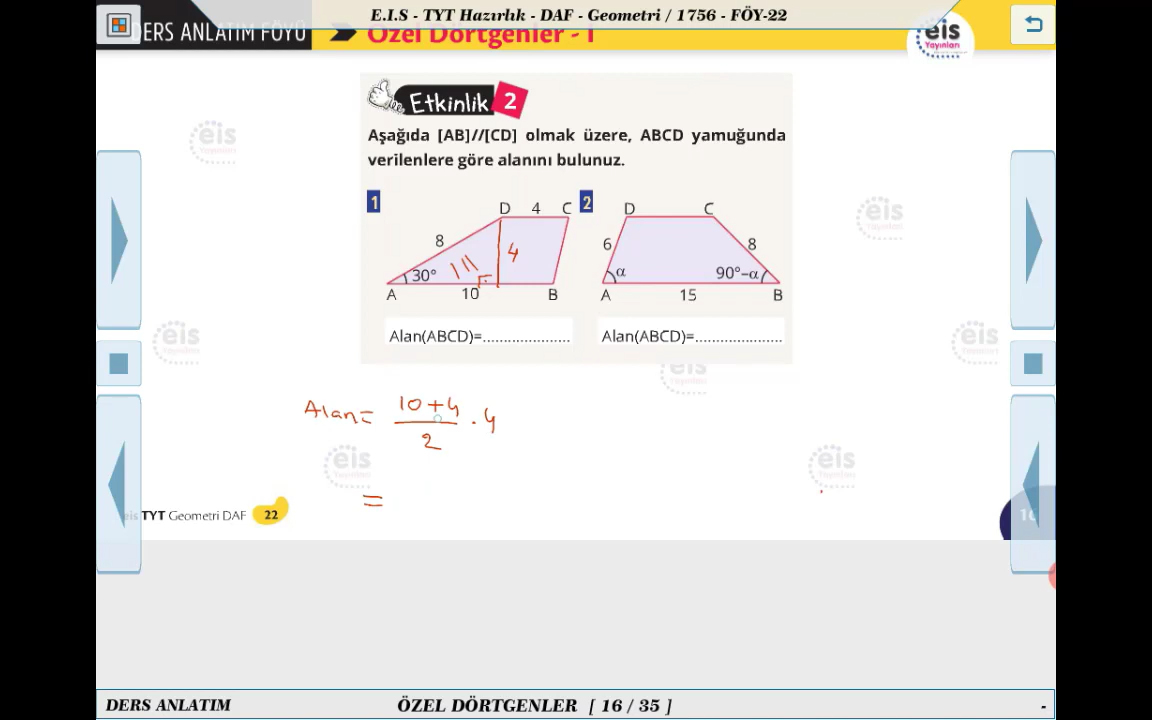 E.I.S - TYT Hazırlık - DAF - Geometri / 1756 - FÖY-22
DERS ANLATIM FÖYÜ
Özel Dörtgenler - I
eis
Yayınları
Etkinlik 2
Aşağıda [AB]//[CD] olmak üzere, ABCD yamuğunda
verilenlere göre alanını bulunuz.
1
D 4 C
8
4
30°
A 10 B
Alan(ABCD)=.....................
2
D C
6 8
α 90°–α
A 15 B
Alan(ABCD)=.....................
Alan= 10+4 . 4
2
=
eis TYT Geometri DAF 22
DERS ANLATIM
ÖZEL DÖRTGENLER [ 16 / 35 ]
-